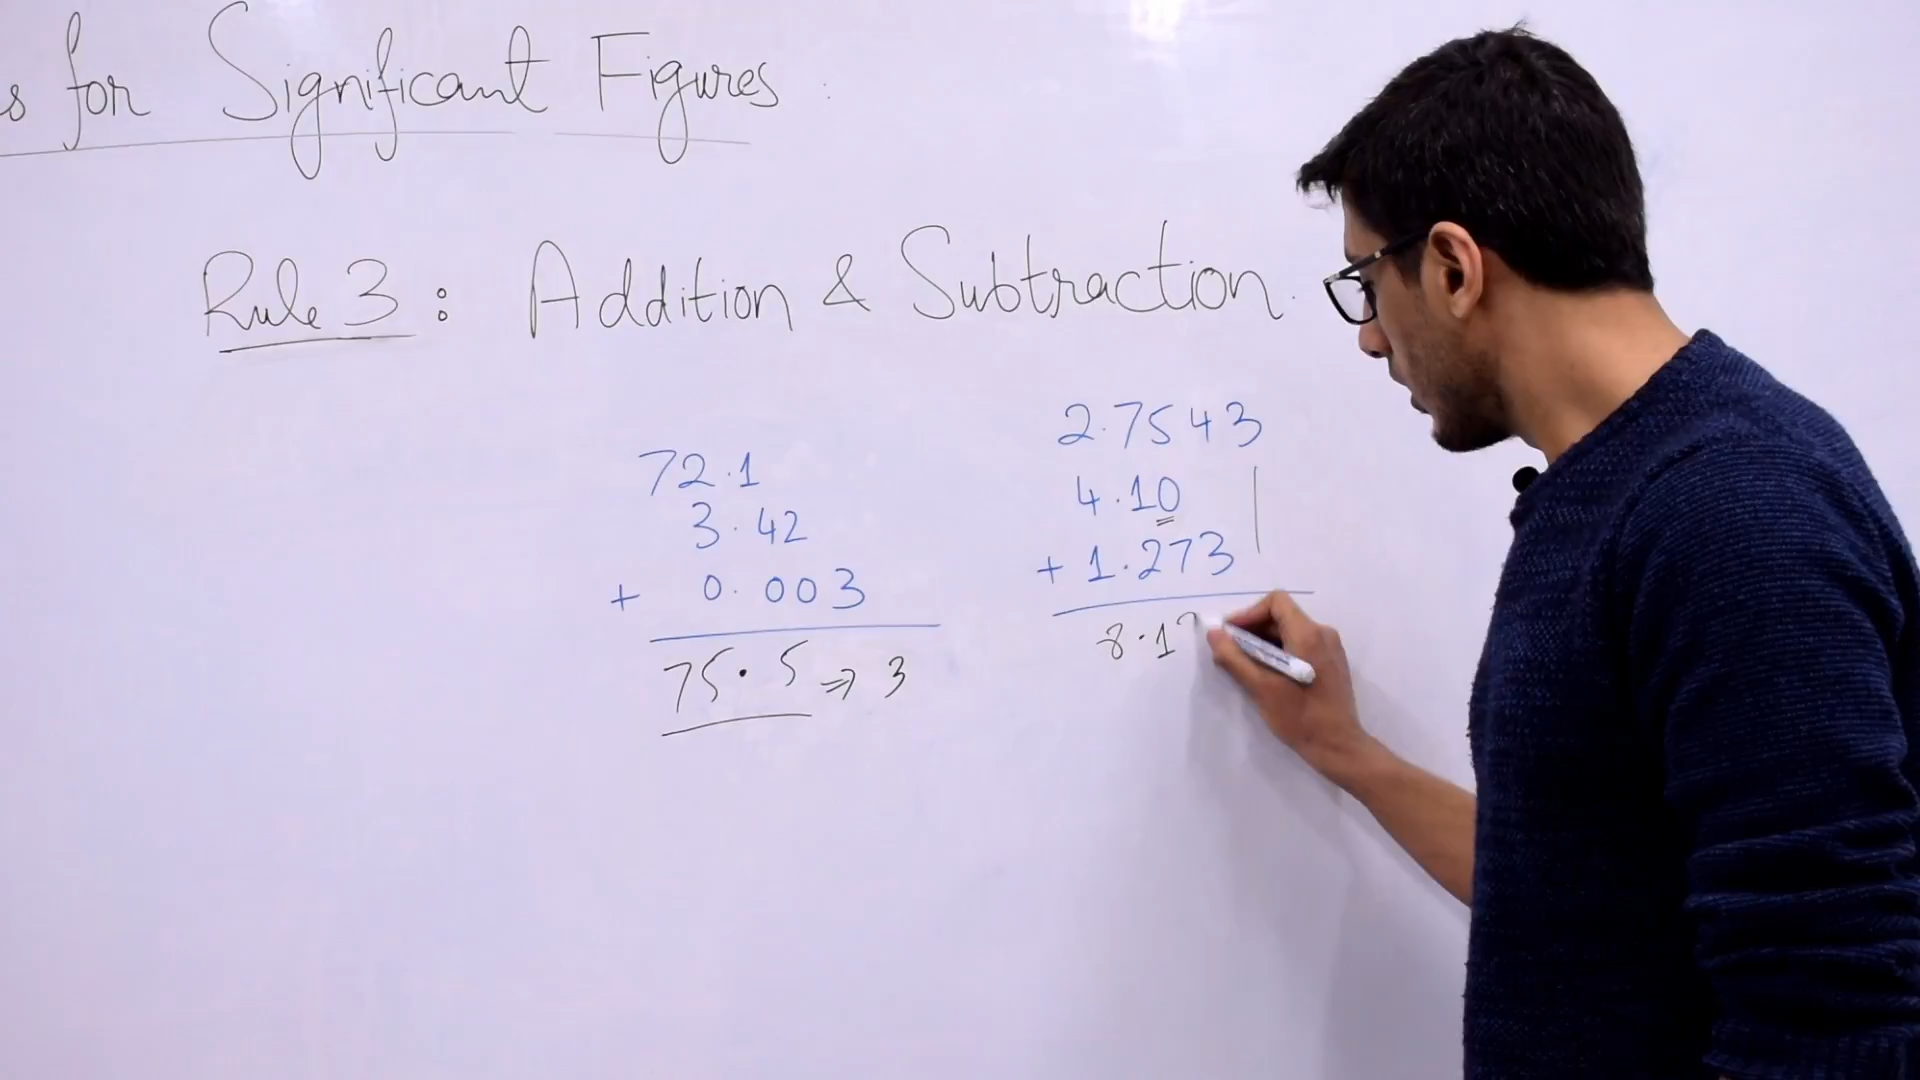 s for Significant Figures
Rule 3 : Addition & Subtraction
72.1
3.42
+ 0.003
75.5 ⇒ 3
2.7543
4.10
+ 1.273
8.1